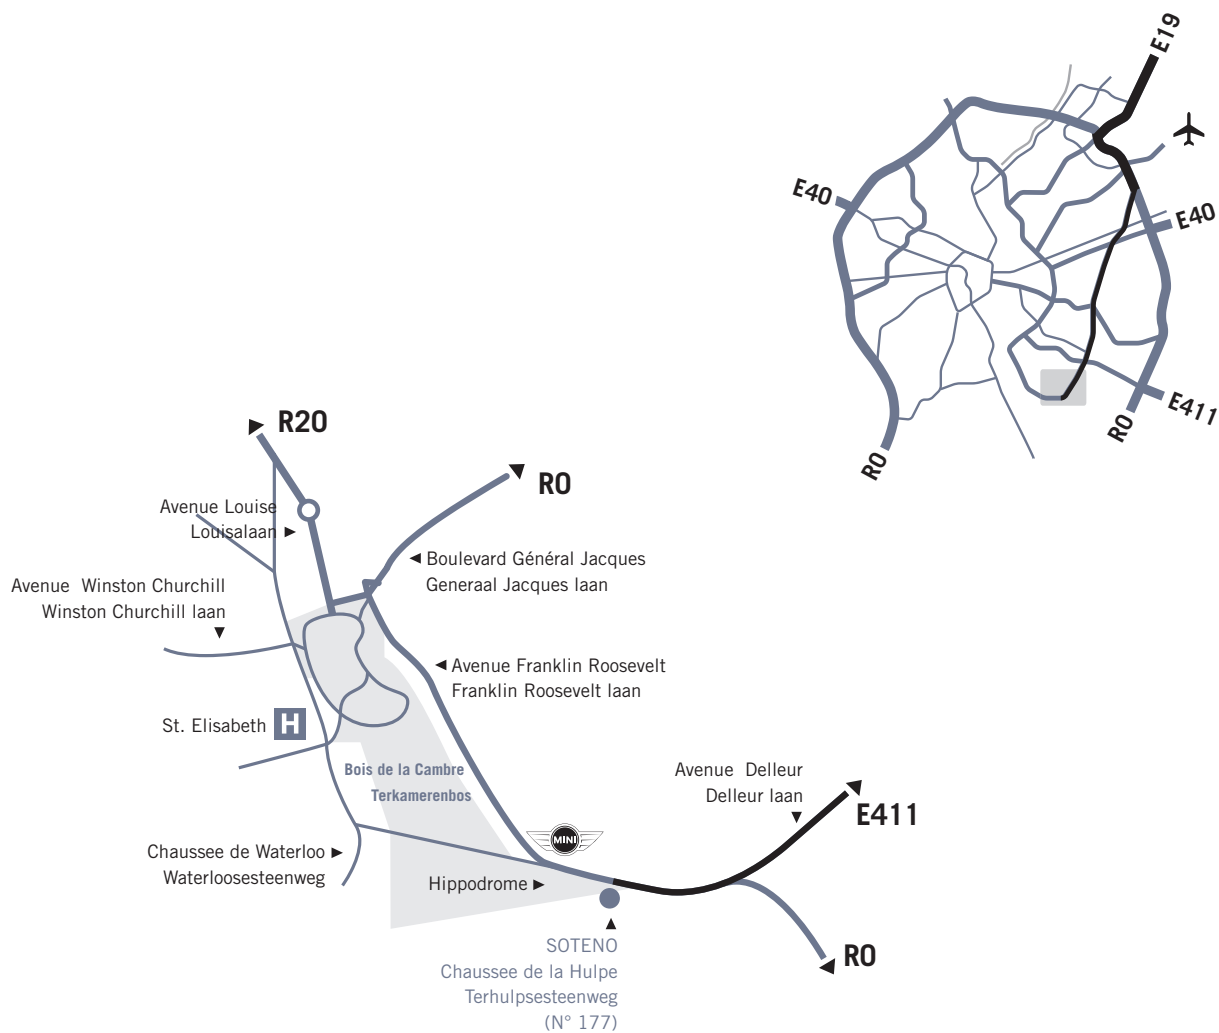 E19
E40
E40
E411
R0
R0
R20
R0
Avenue Louise
Louisalaan
Boulevard Général Jacques
Generaal Jacques laan
Avenue Winston Churchill
Winston Churchill laan
Avenue Franklin Roosevelt
Franklin Roosevelt laan
St. Elisabeth H
Bois de la Cambre
Terkamerenbos
Avenue Delleur
Delleur laan
E411
MINI
Chaussee de Waterloo
Waterloosesteenweg
Hippodrome
R0
SOTENO
Chaussee de la Hulpe
Terhulpsesteenweg
(N° 177)